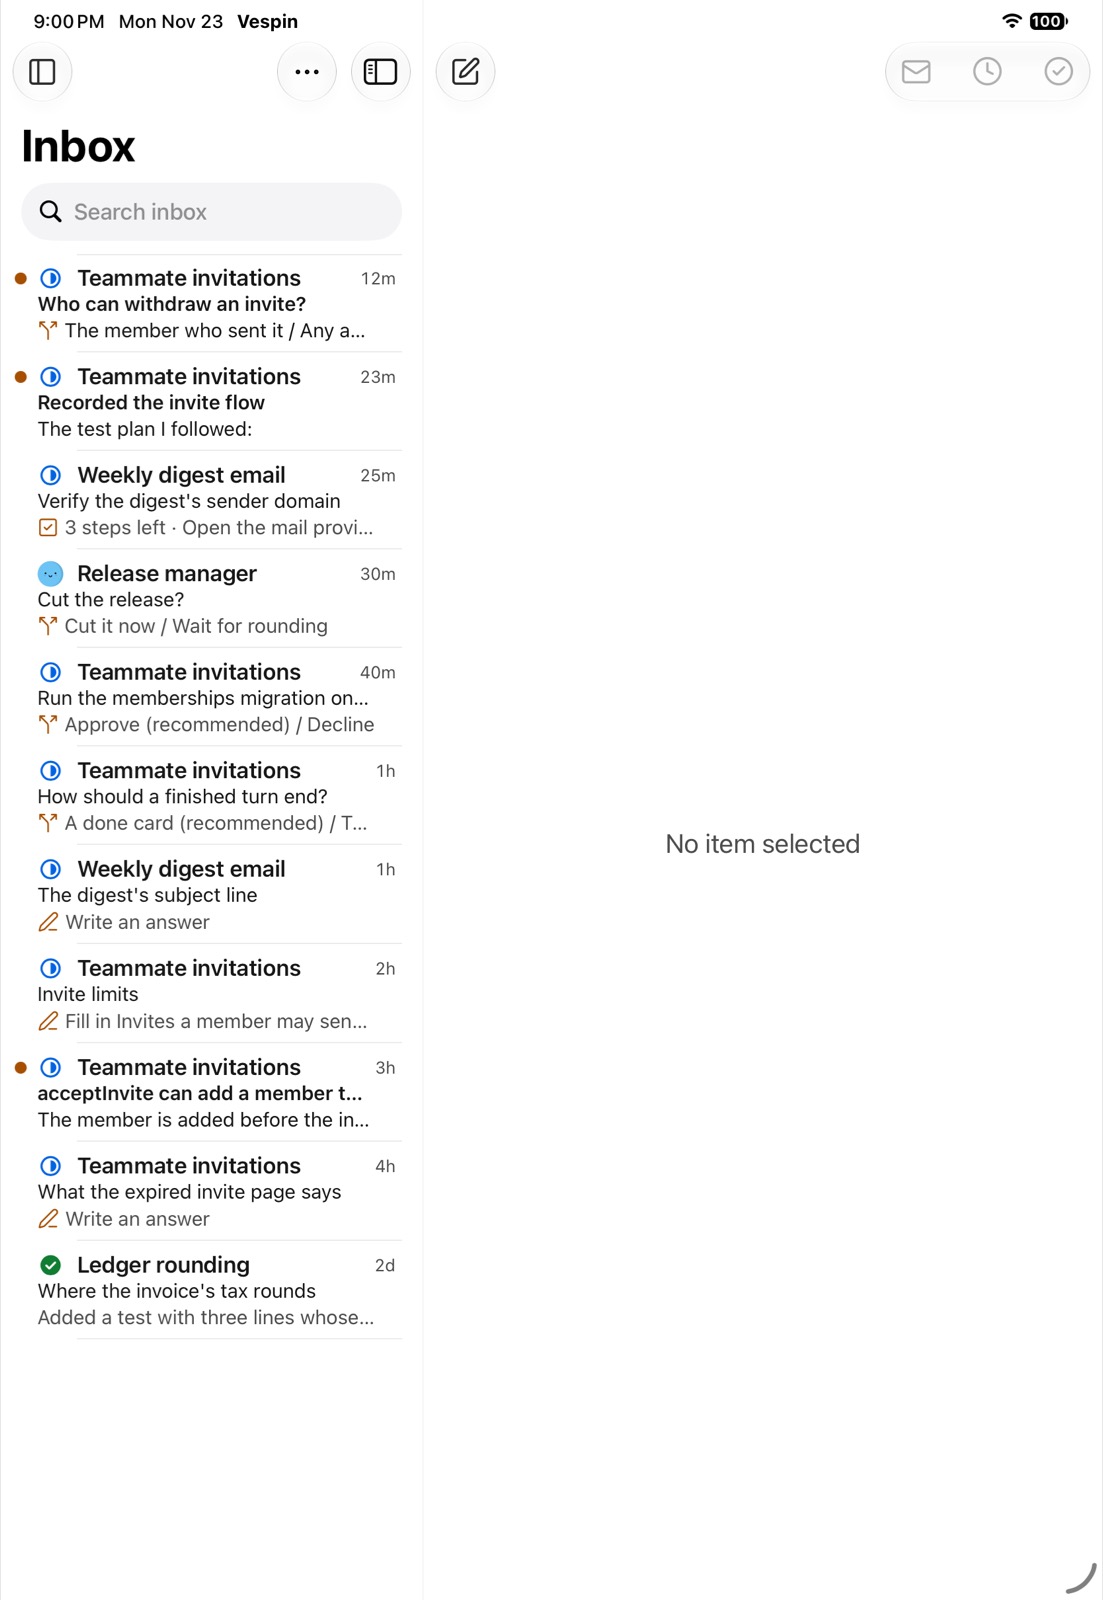 9:00 PM Mon Nov 23 Vespin
100
Inbox
Search inbox
Teammate invitations 12m
Who can withdraw an invite?
The member who sent it / Any a...
Teammate invitations 23m
Recorded the invite flow
The test plan I followed:
Weekly digest email 25m
Verify the digest's sender domain
3 steps left · Open the mail provi...
Release manager 30m
Cut the release?
Cut it now / Wait for rounding
Teammate invitations 40m
Run the memberships migration on...
Approve (recommended) / Decline
Teammate invitations 1h
How should a finished turn end?
A done card (recommended) / T...
Weekly digest email 1h
The digest's subject line
Write an answer
Teammate invitations 2h
Invite limits
Fill in Invites a member may sen...
Teammate invitations 3h
acceptInvite can add a member t...
The member is added before the in...
Teammate invitations 4h
What the expired invite page says
Write an answer
Ledger rounding 2d
Where the invoice's tax rounds
Added a test with three lines whose...
No item selected